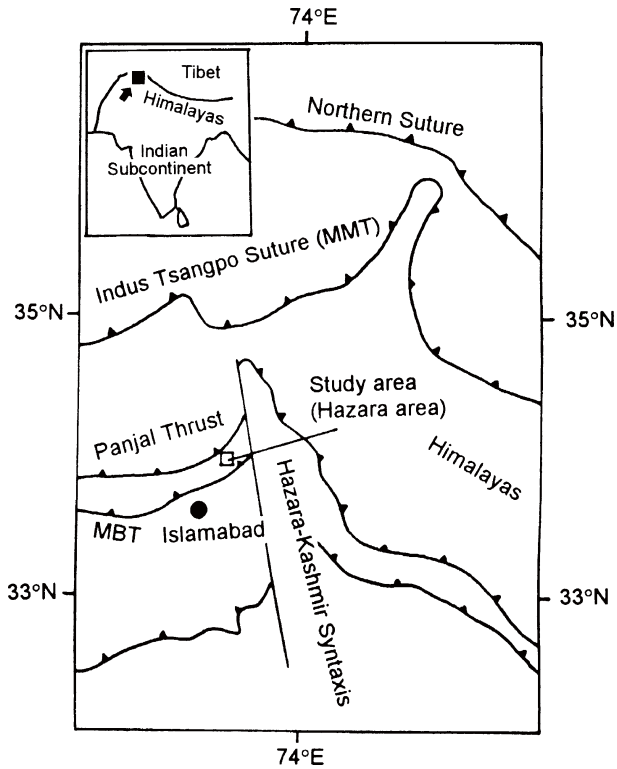 74°E
Tibet
Himalayas
Indian
Subcontinent
Northern Suture
Indus Tsangpo Suture (MMT)
35°N
35°N
Study area
(Hazara area)
Panjal Thrust
Himalayas
MBT
Islamabad
Hazara-Kashmir Syntaxis
33°N
33°N
74°E